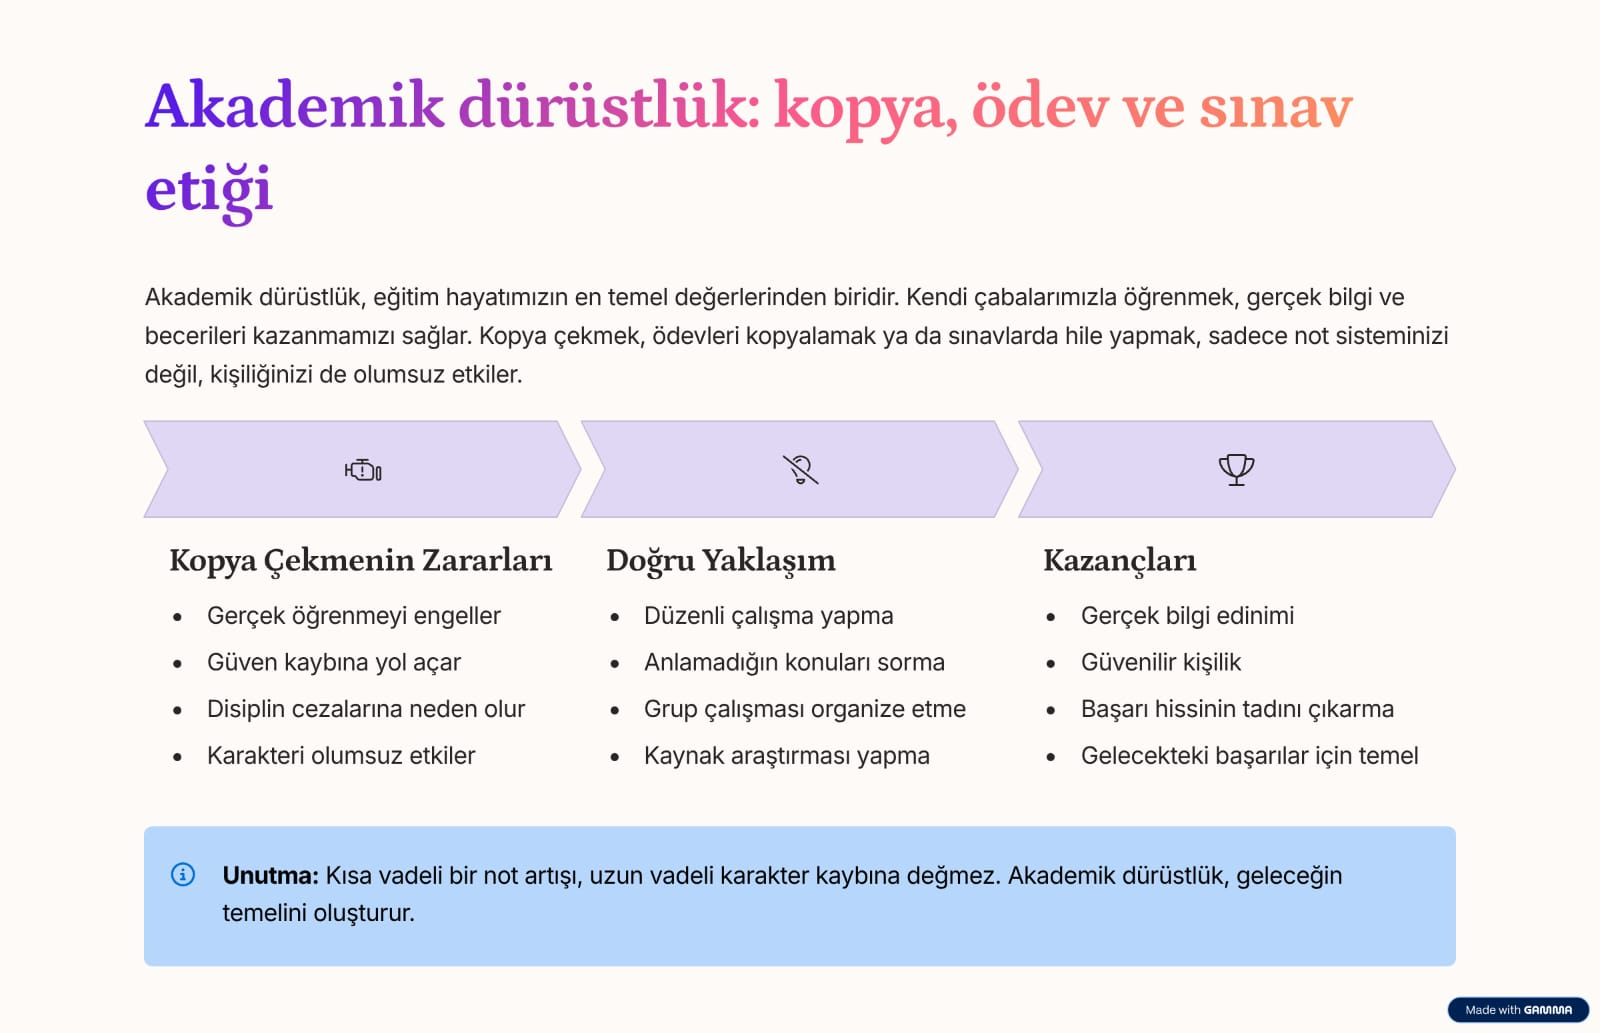 Akademik dürüstlük: kopya, ödev ve sınav
etiği
Akademik dürüstlük, eğitim hayatımızın en temel değerlerinden biridir. Kendi çabalarımızla öğrenmek, gerçek bilgi ve
becerileri kazanmamızı sağlar. Kopya çekmek, ödevleri kopyalamak ya da sınavlarda hile yapmak, sadece not sisteminizi
değil, kişiliğinizi de olumsuz etkiler.
Kopya Çekmenin Zararları
• Gerçek öğrenmeyi engeller
• Güven kaybına yol açar
• Disiplin cezalarına neden olur
• Karakteri olumsuz etkiler
Doğru Yaklaşım
• Düzenli çalışma yapma
• Anlamadığın konuları sorma
• Grup çalışması organize etme
• Kaynak araştırması yapma
Kazançları
• Gerçek bilgi edinimi
• Güvenilir kişilik
• Başarı hissinin tadını çıkarma
• Gelecekteki başarılar için temel
Unutma: Kısa vadeli bir not artışı, uzun vadeli karakter kaybına değmez. Akademik dürüstlük, geleceğin
temelini oluşturur.
Made with GAMMA